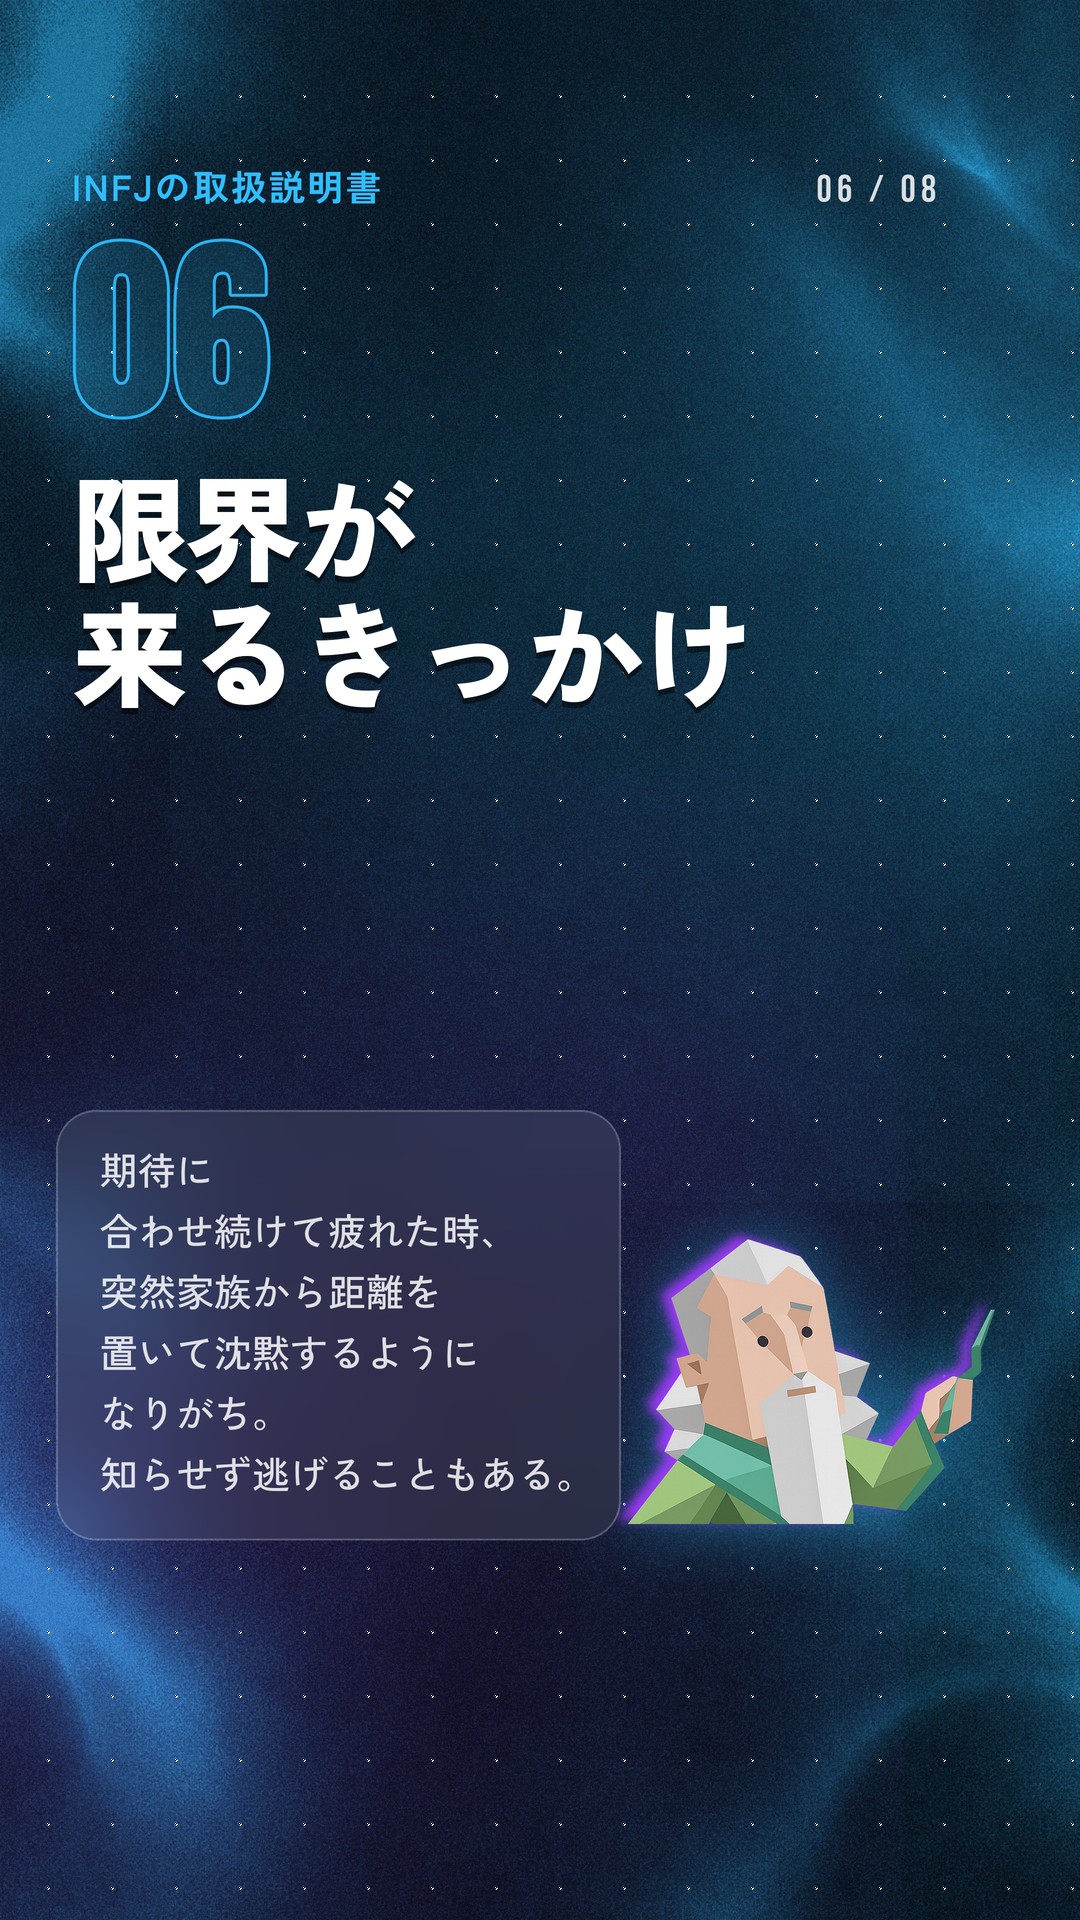 INFJの取扱説明書
06 / 08
06
限界が
来るきっかけ
期待に
合わせ続けて疲れた時、
突然家族から距離を
置いて沈黙するように
なりがち。
知らせず逃げることもある。